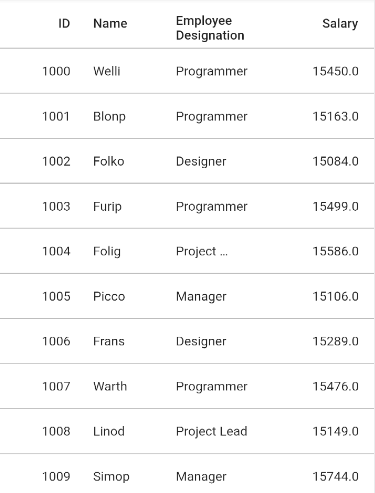 ID Name Employee Designation Salary
1000 Welli Programmer 15450.0
1001 Blonp Programmer 15163.0
1002 Folko Designer 15084.0
1003 Furip Programmer 15499.0
1004 Folig Project ... 15586.0
1005 Picco Manager 15106.0
1006 Frans Designer 15289.0
1007 Warth Programmer 15476.0
1008 Linod Project Lead 15149.0
1009 Simop Manager 15744.0